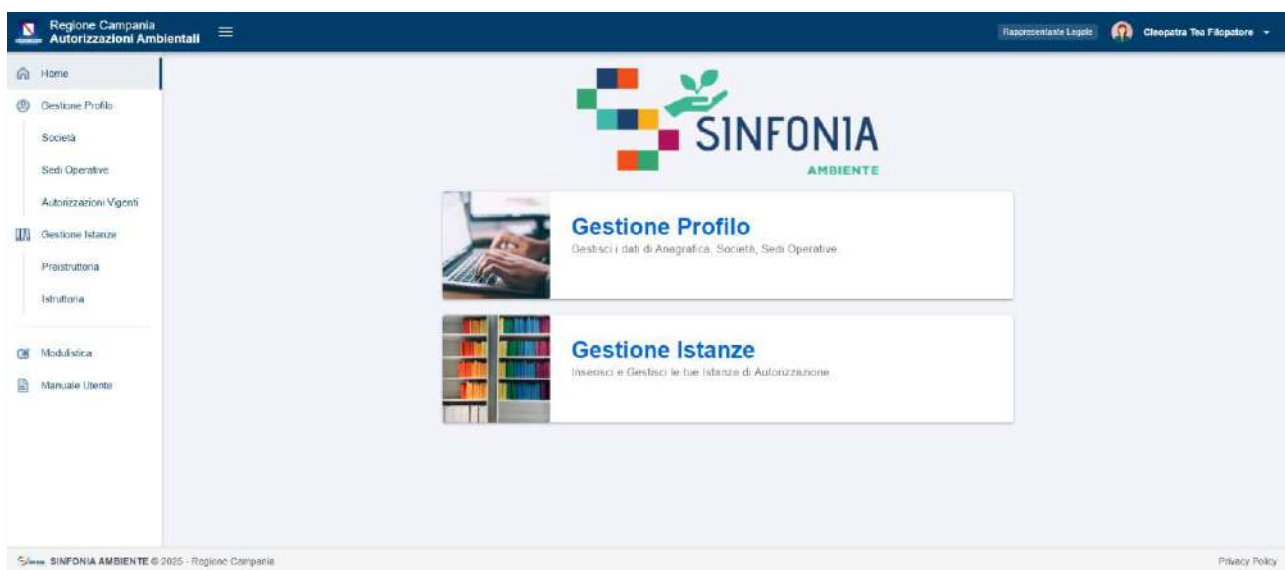 Regione Campania
Autorizzazioni Ambientali
Rappresentante Legale
Cleopatra Tea Filopatore
Home
Gestione Profilo
Società
Sedi Operative
Autorizzazioni Vigenti
Gestione Istanze
Preistruttoria
Istruttoria
Modulistica
Manuale Utente
SINFONIA
AMBIENTE
Gestione Profilo
Gestisci i dati di Anagrafica, Società, Sedi Operative.
Gestione Istanze
Inserisci e Gestisci le tue Istanze di Autorizzazione.
SINFONIA AMBIENTE © 2025 - Regione Campania
Privacy Policy